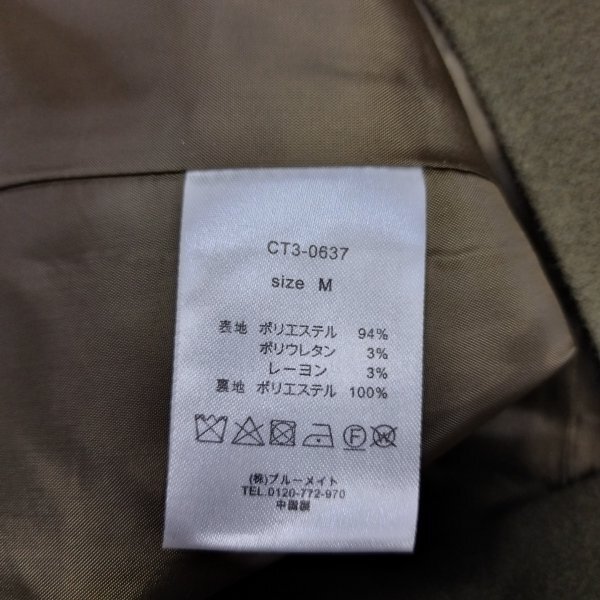 CT3-0637
size M
表地 ポリエステル 94%
ポリウレタン 3%
レーヨン 3%
裏地 ポリエステル 100%
F W
(株)ブルーメイト
TEL.0120-772-970
中国製